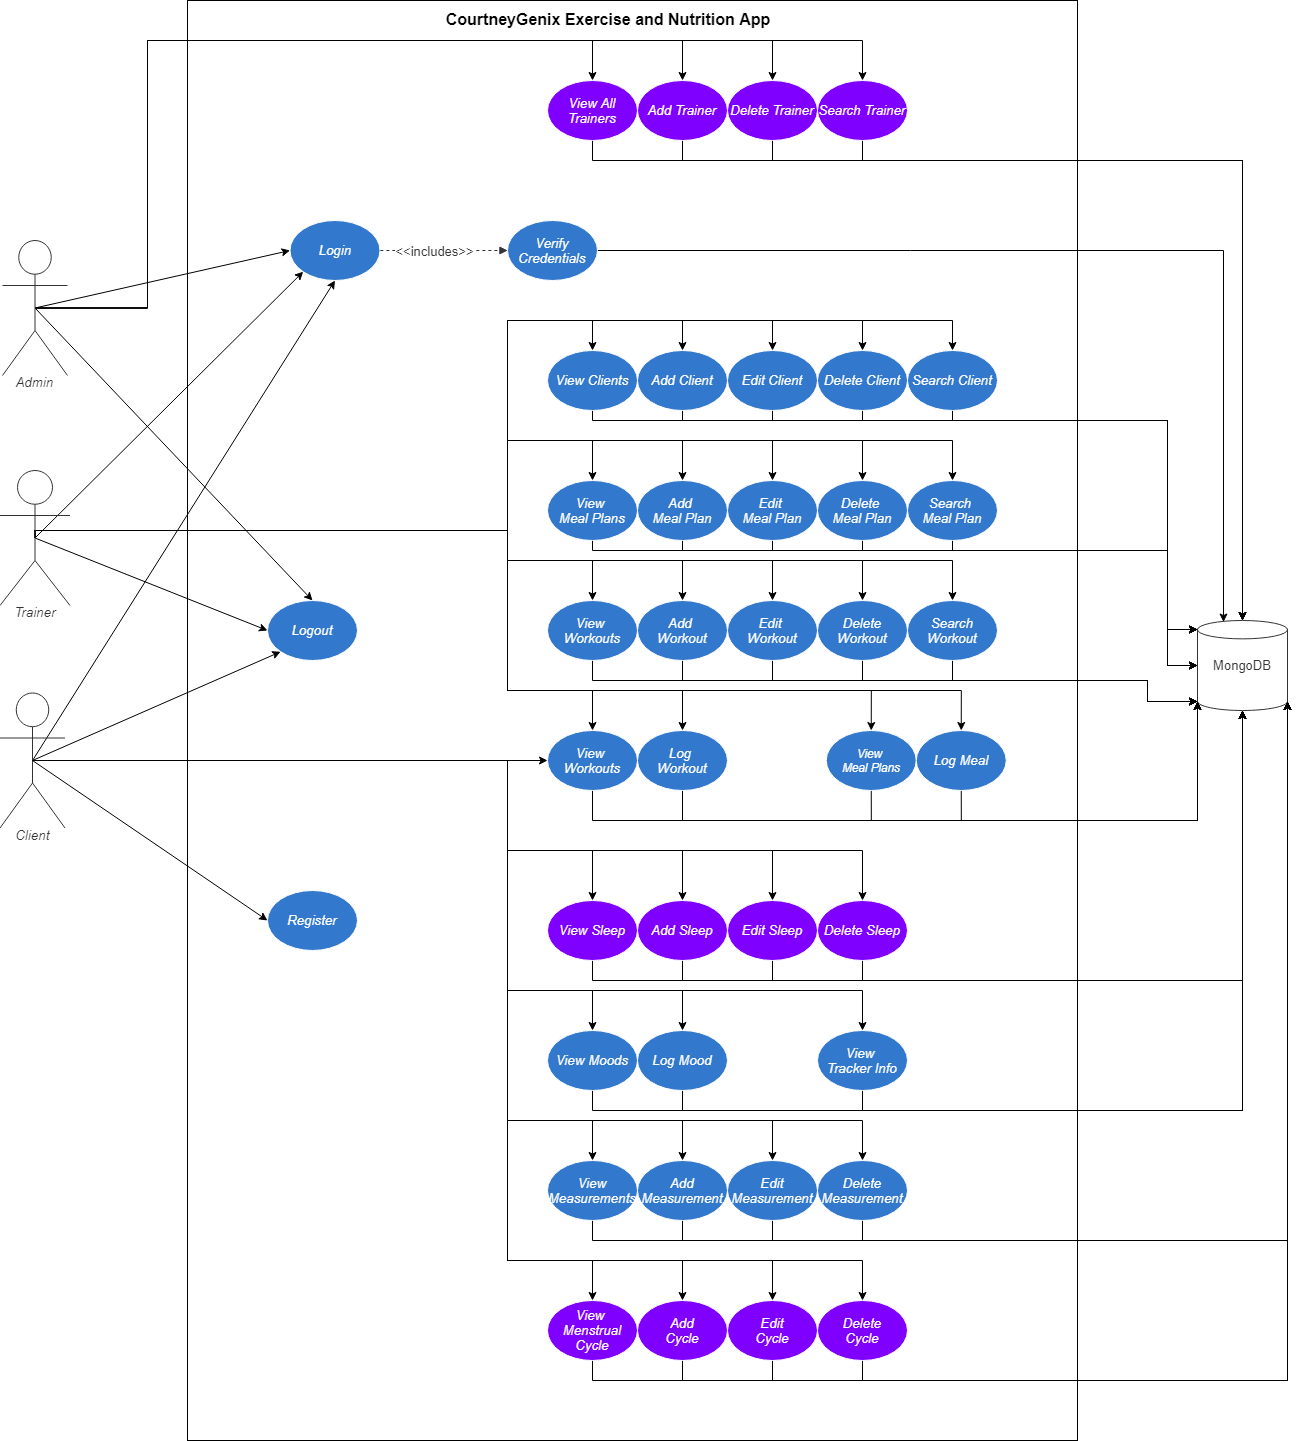 CourtneyGenix Exercise and Nutrition App
View All
Trainers
Add Trainer
Delete Trainer
Search Trainer
Login
<<includes>>
Verify
Credentials
Admin
View Clients
Add Client
Edit Client
Delete Client
Search Client
View
Meal Plans
Add
Meal Plan
Edit
Meal Plan
Delete
Meal Plan
Search
Meal Plan
Trainer
Logout
View
Workouts
Add
Workout
Edit
Workout
Delete
Workout
Search
Workout
MongoDB
View
Workouts
Log
Workout
View
Meal Plans
Log Meal
Client
Register
View Sleep
Add Sleep
Edit Sleep
Delete Sleep
View Moods
Log Mood
View
Tracker Info
View
Measurements
Add
Measurement
Edit
Measurement
Delete
Measurement
View
Menstrual
Cycle
Add
Cycle
Edit
Cycle
Delete
Cycle